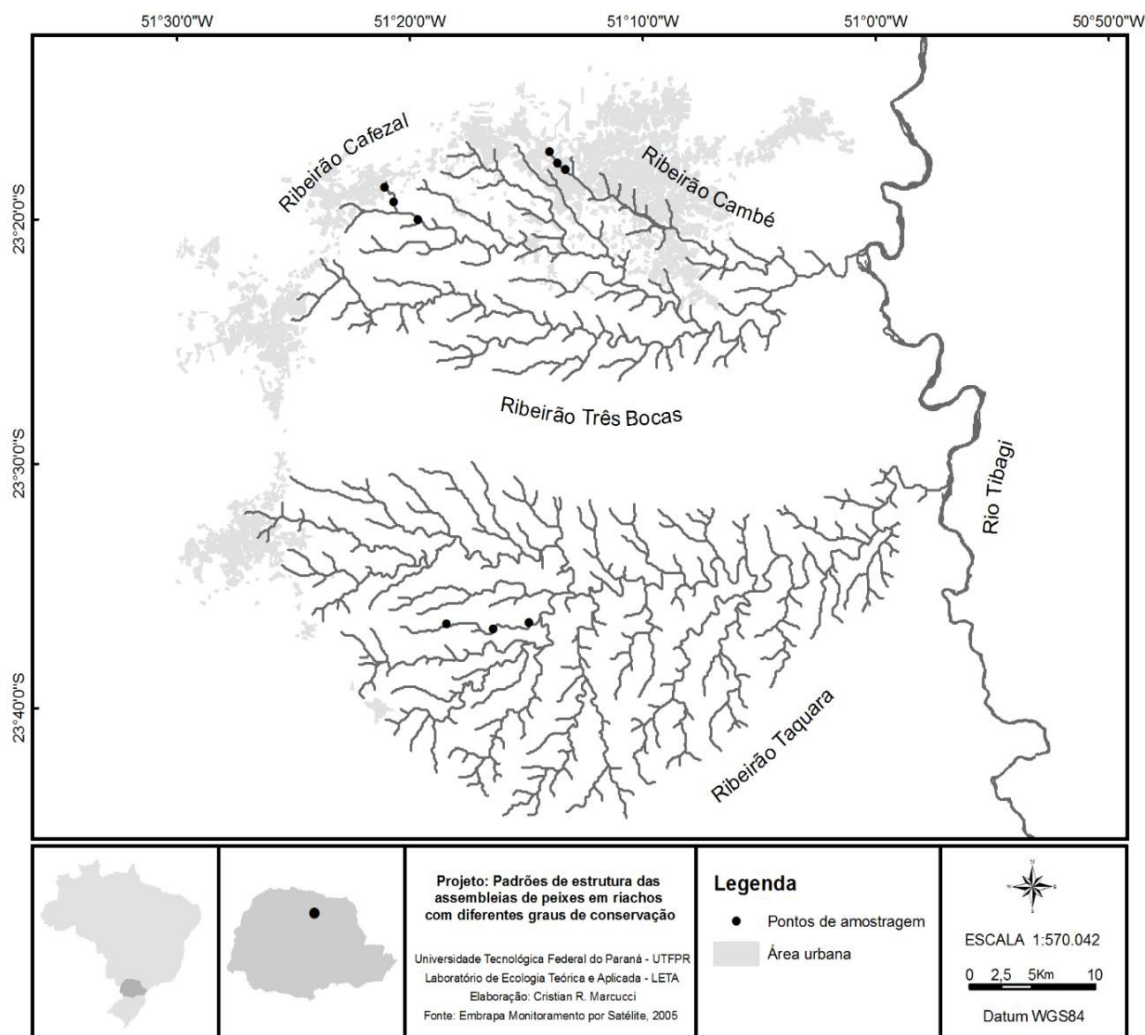 51°30'0"W 51°20'0"W 51°10'0"W 51°0'0"W 50°50'0"W
23°20'0"S
23°30'0"S
23°40'0"S
Ribeirão Cafezal
Ribeirão Cambé
Ribeirão Três Bocas
Rio Tibagi
Ribeirão Taquara
Projeto: Padrões de estrutura das
assembleias de peixes em riachos
com diferentes graus de conservação
Universidade Tecnológica Federal do Paraná - UTFPR
Laboratório de Ecologia Teórica e Aplicada - LETA
Elaboração: Cristian R. Marcucci
Fonte: Embrapa Monitoramento por Satélite, 2005
Legenda
Pontos de amostragem
Área urbana
N
ESCALA 1:570.042
0 2,5 5Km 10
Datum WGS84